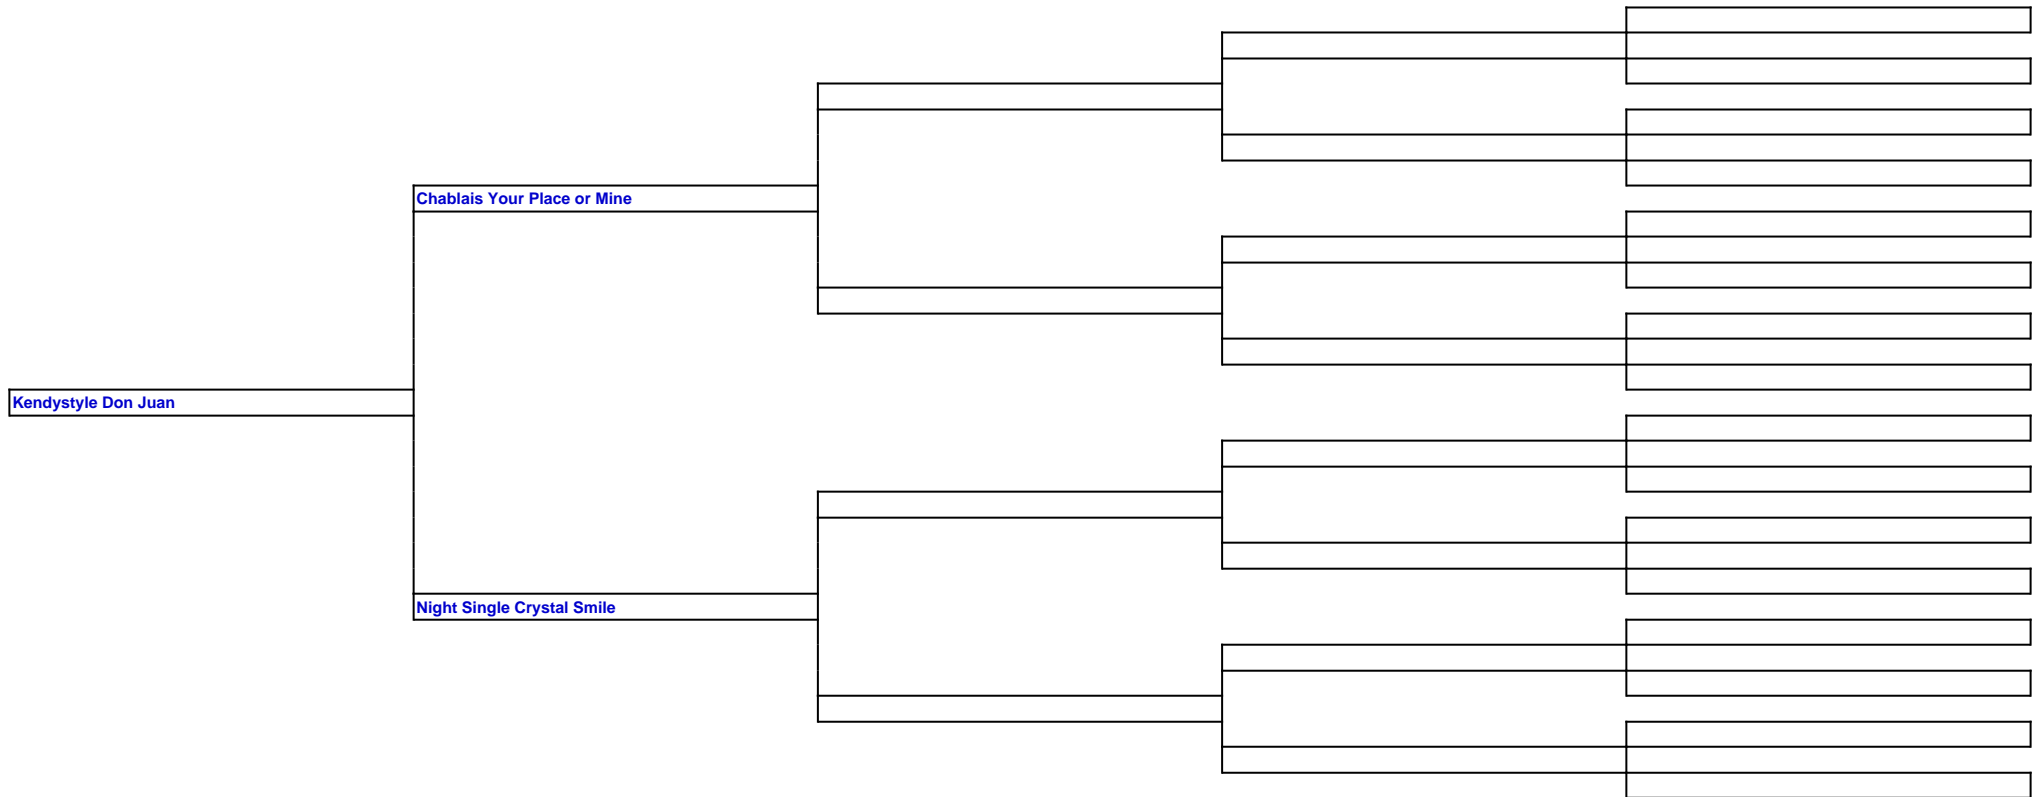 Chablais Your Place or Mine
Kendystyle Don Juan
Night Single Crystal Smile